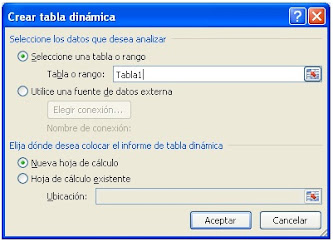 Crear tabla dinámica
Seleccione los datos que desea analizar
Seleccione una tabla o rango
Tabla o rango: Tabla1
Utilice una fuente de datos externa
Elegir conexión...
Nombre de conexión:
Elija dónde desea colocar el informe de tabla dinámica
Nueva hoja de cálculo
Hoja de cálculo existente
Ubicación:
Aceptar Cancelar